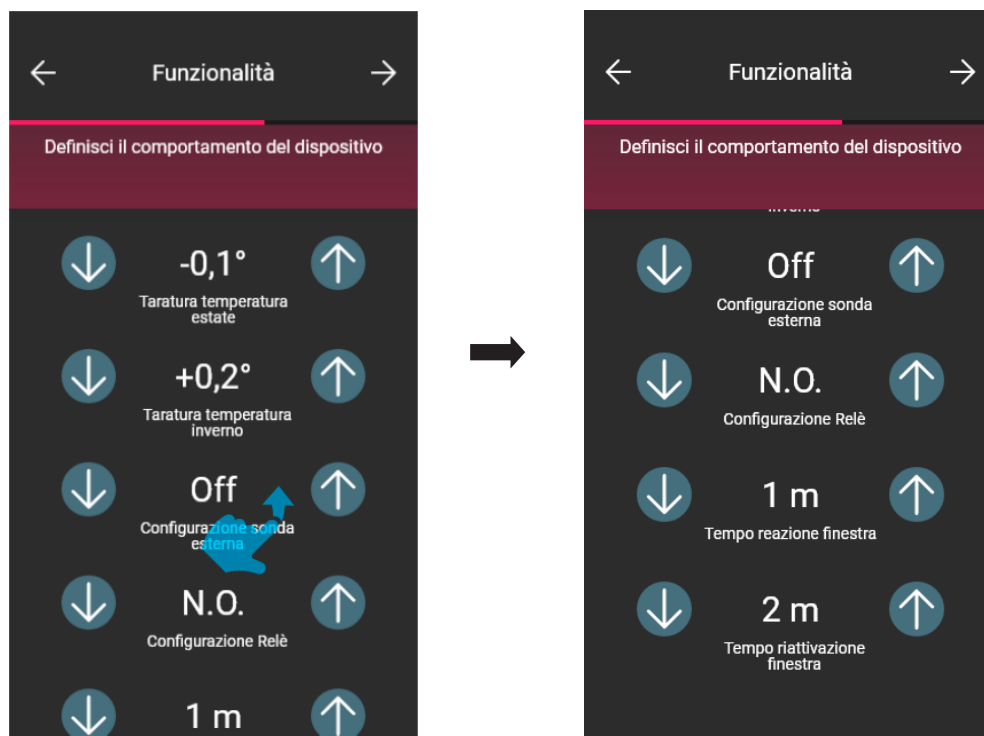 Funzionalità
Definisci il comportamento del dispositivo
-0,1°
Taratura temperatura
estate
+0,2°
Taratura temperatura
inverno
Off
Configurazione sonda
esterna
N.O.
Configurazione Relè
1 m
Funzionalità
Definisci il comportamento del dispositivo
inverno
Off
Configurazione sonda
esterna
N.O.
Configurazione Relè
1 m
Tempo reazione finestra
2 m
Tempo riattivazione
finestra